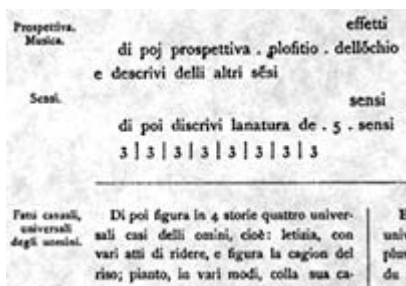 Prospettiva.
Musica.
effetti
di poj prospettiva . plofitio . dellochio
e descrivi delli altri sēsi
Sensi.
sensi
di poi discrivi lanatura de . 5 . sensi
3 | 3 | 3 | 3 | 3 | 3 | 3 | 3
Fatti casuali,
universali
degli uomini.
Di poi figura in 4 storie quattro univer-
sali casi delli omini, cioè: letizia, con
vari atti di ridere, e figura la cagion del
riso; pianto, in vari modi, colla sua ca-
univ
du